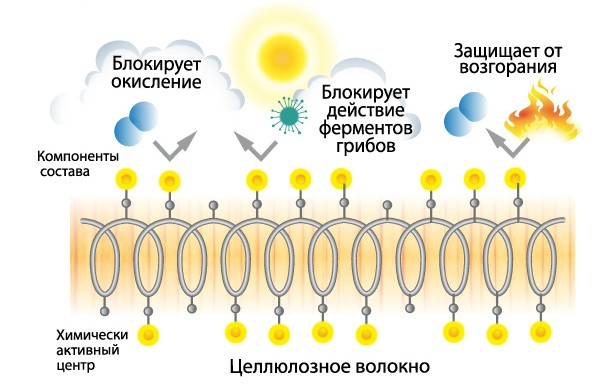 Блокирует
окисление
Блокирует
действие
ферментов
грибов
Защищает от
возгорания
Компоненты
состава
Химически
активный
центр
Целлюлозное волокно